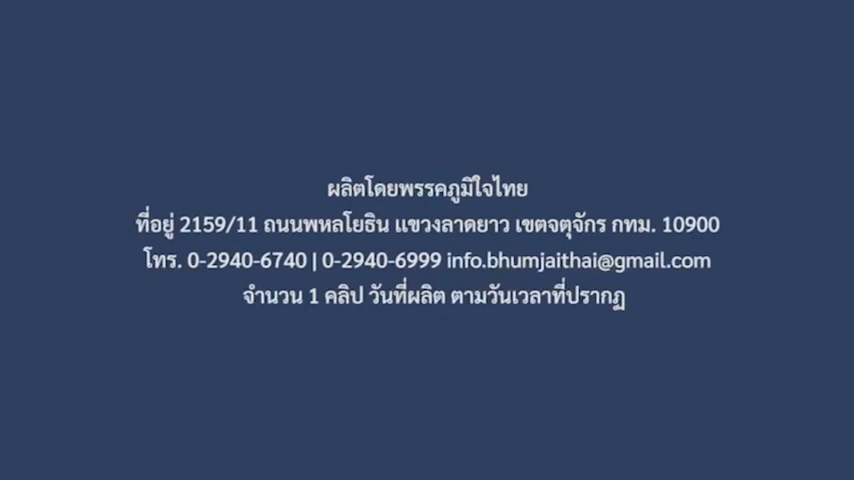 ผลิตโดยพรรคภูมิใจไทย
ที่อยู่ 2159/11 ถนนพหลโยธิน แขวงลาดยาว เขตจตุจักร กทม. 10900
โทร. 0-2940-6740 | 0-2940-6999 info.bhumjaithai@gmail.com
จำนวน 1 คลิป วันที่ผลิต ตามวันเวลาที่ปรากฏ